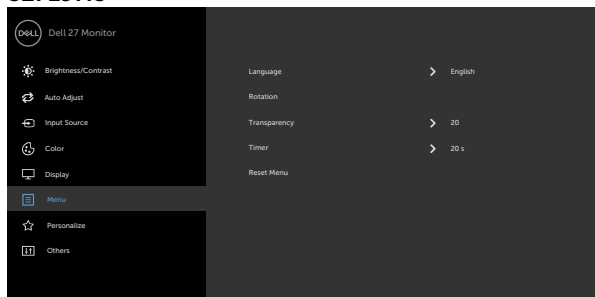 DELL Dell 27 Monitor
Brightness/Contrast
Auto Adjust
Input Source
Color
Display
Menu
Personalize
Others
Language English
Rotation
Transparency 20
Timer 20 s
Reset Menu